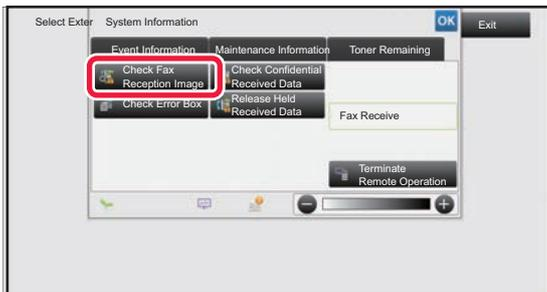 Select Exter System Information OK Exit
Event Information Maintenance Information Toner Remaining
Check Fax
Reception Image
Check Confidential
Received Data
Check Error Box
Release Held
Received Data
Fax Receive
Terminate
Remote Operation